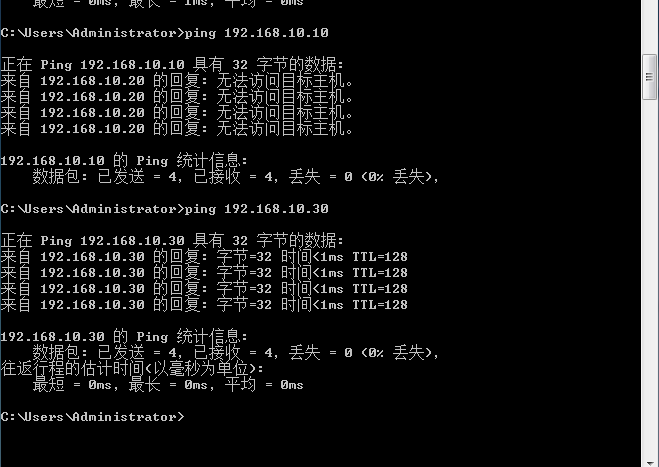 最短 = 0ms, 最长 = 1ms, 平均 = 0ms
C:\Users\Administrator>ping 192.168.10.10
正在 Ping 192.168.10.10 具有 32 字节的数据:
来自 192.168.10.20 的回复: 无法访问目标主机。
来自 192.168.10.20 的回复: 无法访问目标主机。
来自 192.168.10.20 的回复: 无法访问目标主机。
来自 192.168.10.20 的回复: 无法访问目标主机。
192.168.10.10 的 Ping 统计信息:
数据包: 已发送 = 4, 已接收 = 4, 丢失 = 0 (0% 丢失),
C:\Users\Administrator>ping 192.168.10.30
正在 Ping 192.168.10.30 具有 32 字节的数据:
来自 192.168.10.30 的回复: 字节=32 时间<1ms TTL=128
来自 192.168.10.30 的回复: 字节=32 时间<1ms TTL=128
来自 192.168.10.30 的回复: 字节=32 时间<1ms TTL=128
来自 192.168.10.30 的回复: 字节=32 时间<1ms TTL=128
192.168.10.30 的 Ping 统计信息:
数据包: 已发送 = 4, 已接收 = 4, 丢失 = 0 (0% 丢失),
往返行程的估计时间(以毫秒为单位):
最短 = 0ms, 最长 = 0ms, 平均 = 0ms
C:\Users\Administrator>